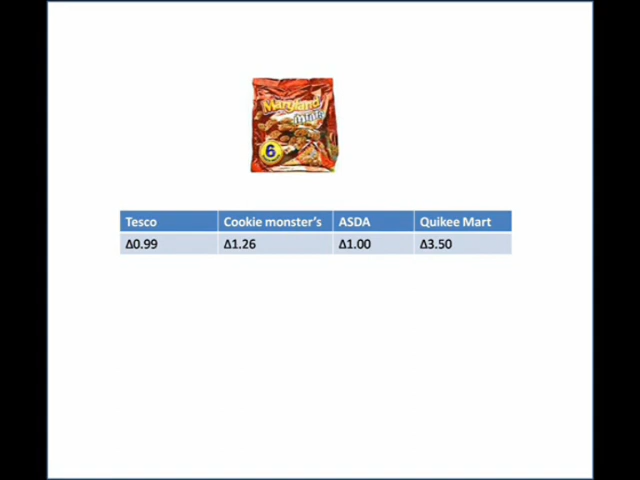 Maryland
minis
6
Tesco Cookie monster's ASDA Quikee Mart
Δ0.99 Δ1.26 Δ1.00 Δ3.50